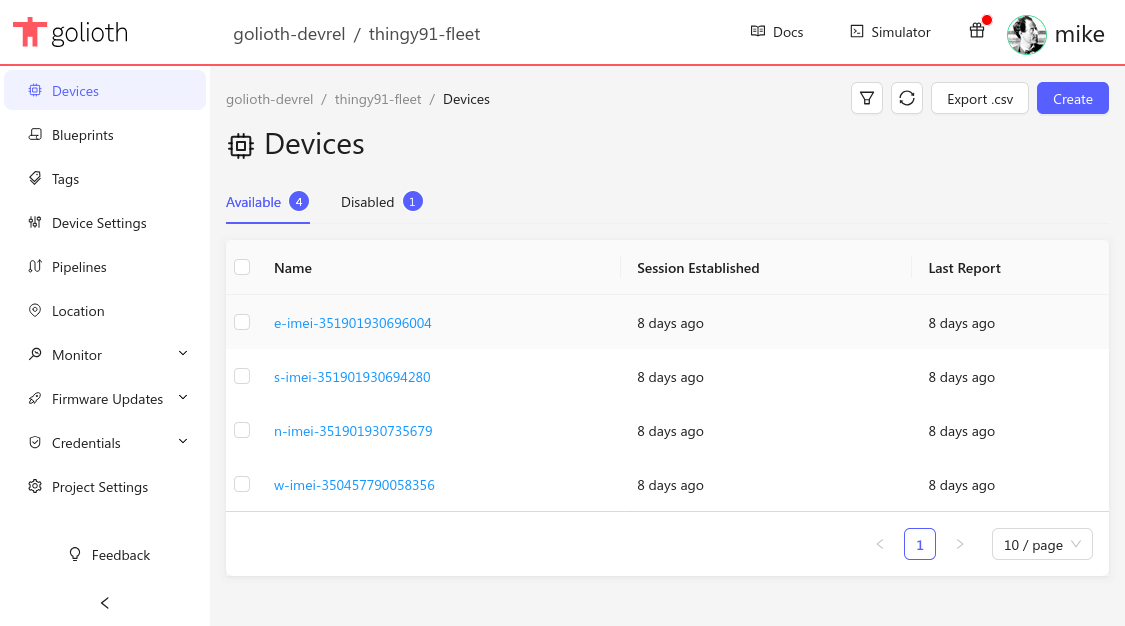 golioth
golioth-devrel / thingy91-fleet
Docs
Simulator
mike
Devices
Blueprints
Tags
Device Settings
Pipelines
Location
Monitor
Firmware Updates
Credentials
Project Settings
Feedback
golioth-devrel / thingy91-fleet / Devices
Export .csv
Create
Devices
Available 4
Disabled 1
Name Session Established Last Report
e-imei-351901930696004 8 days ago 8 days ago
s-imei-351901930694280 8 days ago 8 days ago
n-imei-351901930735679 8 days ago 8 days ago
w-imei-350457790058356 8 days ago 8 days ago
< 1 > 10 / page